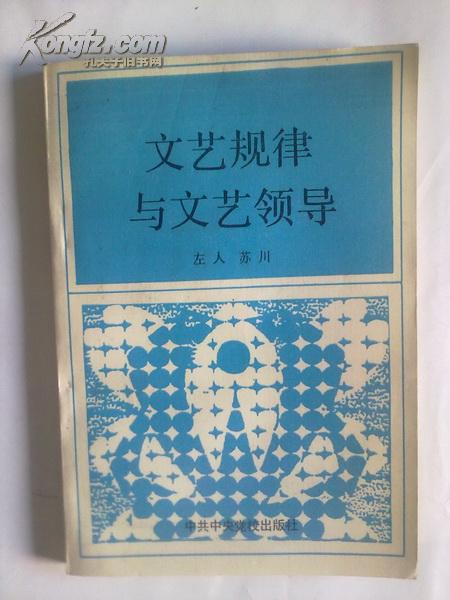 Kongfz.com
孔夫子旧书网
文艺规律
与文艺领导
左人 苏川
中共中央党校出版社